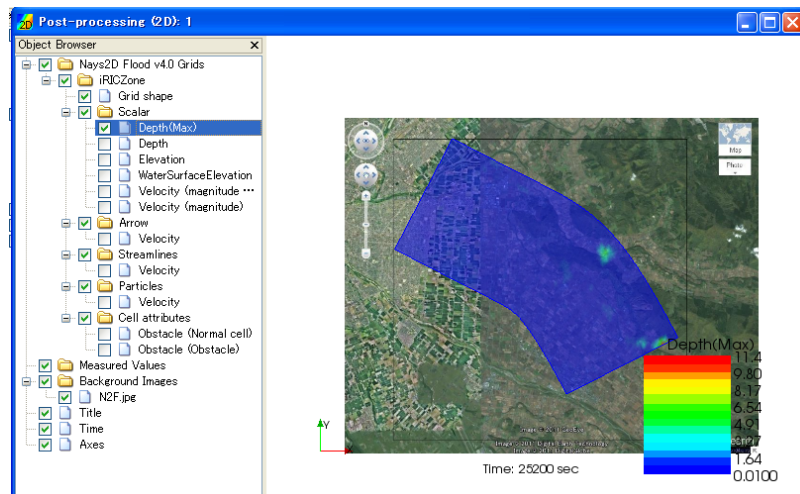 Post-processing (2D): 1
Object Browser
Nays2D Flood v4.0 Grids
iRICZone
Grid shape
Scalar
Depth(Max)
Depth
Elevation
WaterSurfaceElevation
Velocity (magnitude ···
Velocity (magnitude)
Arrow
Velocity
Streamlines
Velocity
Particles
Velocity
Cell attributes
Obstacle (Normal cell)
Obstacle (Obstacle)
Measured Values
Background Images
N2F.jpg
Title
Time
Axes
Map
Photo
Depth(Max)
11.4
9.80
8.17
6.54
4.91
1.64
0.0100
Y
Time: 25200 sec